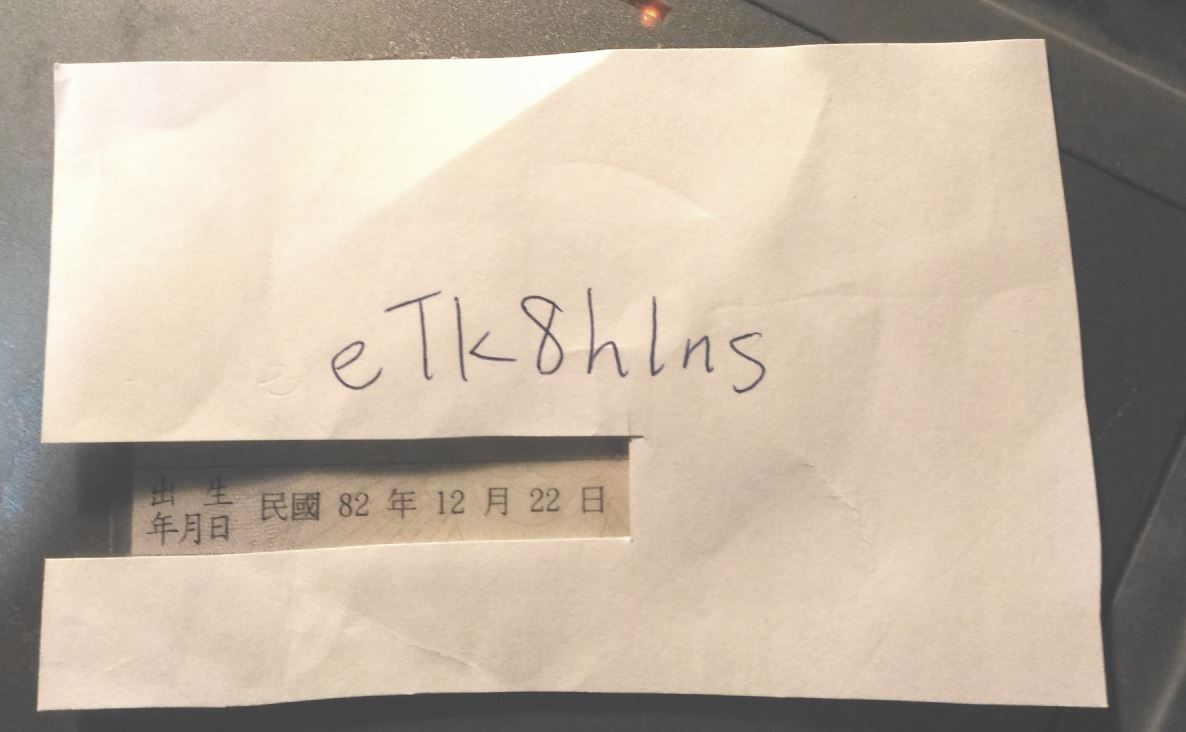 eTk8hlns
出生
年月日 民國 82 年 12 月 22 日